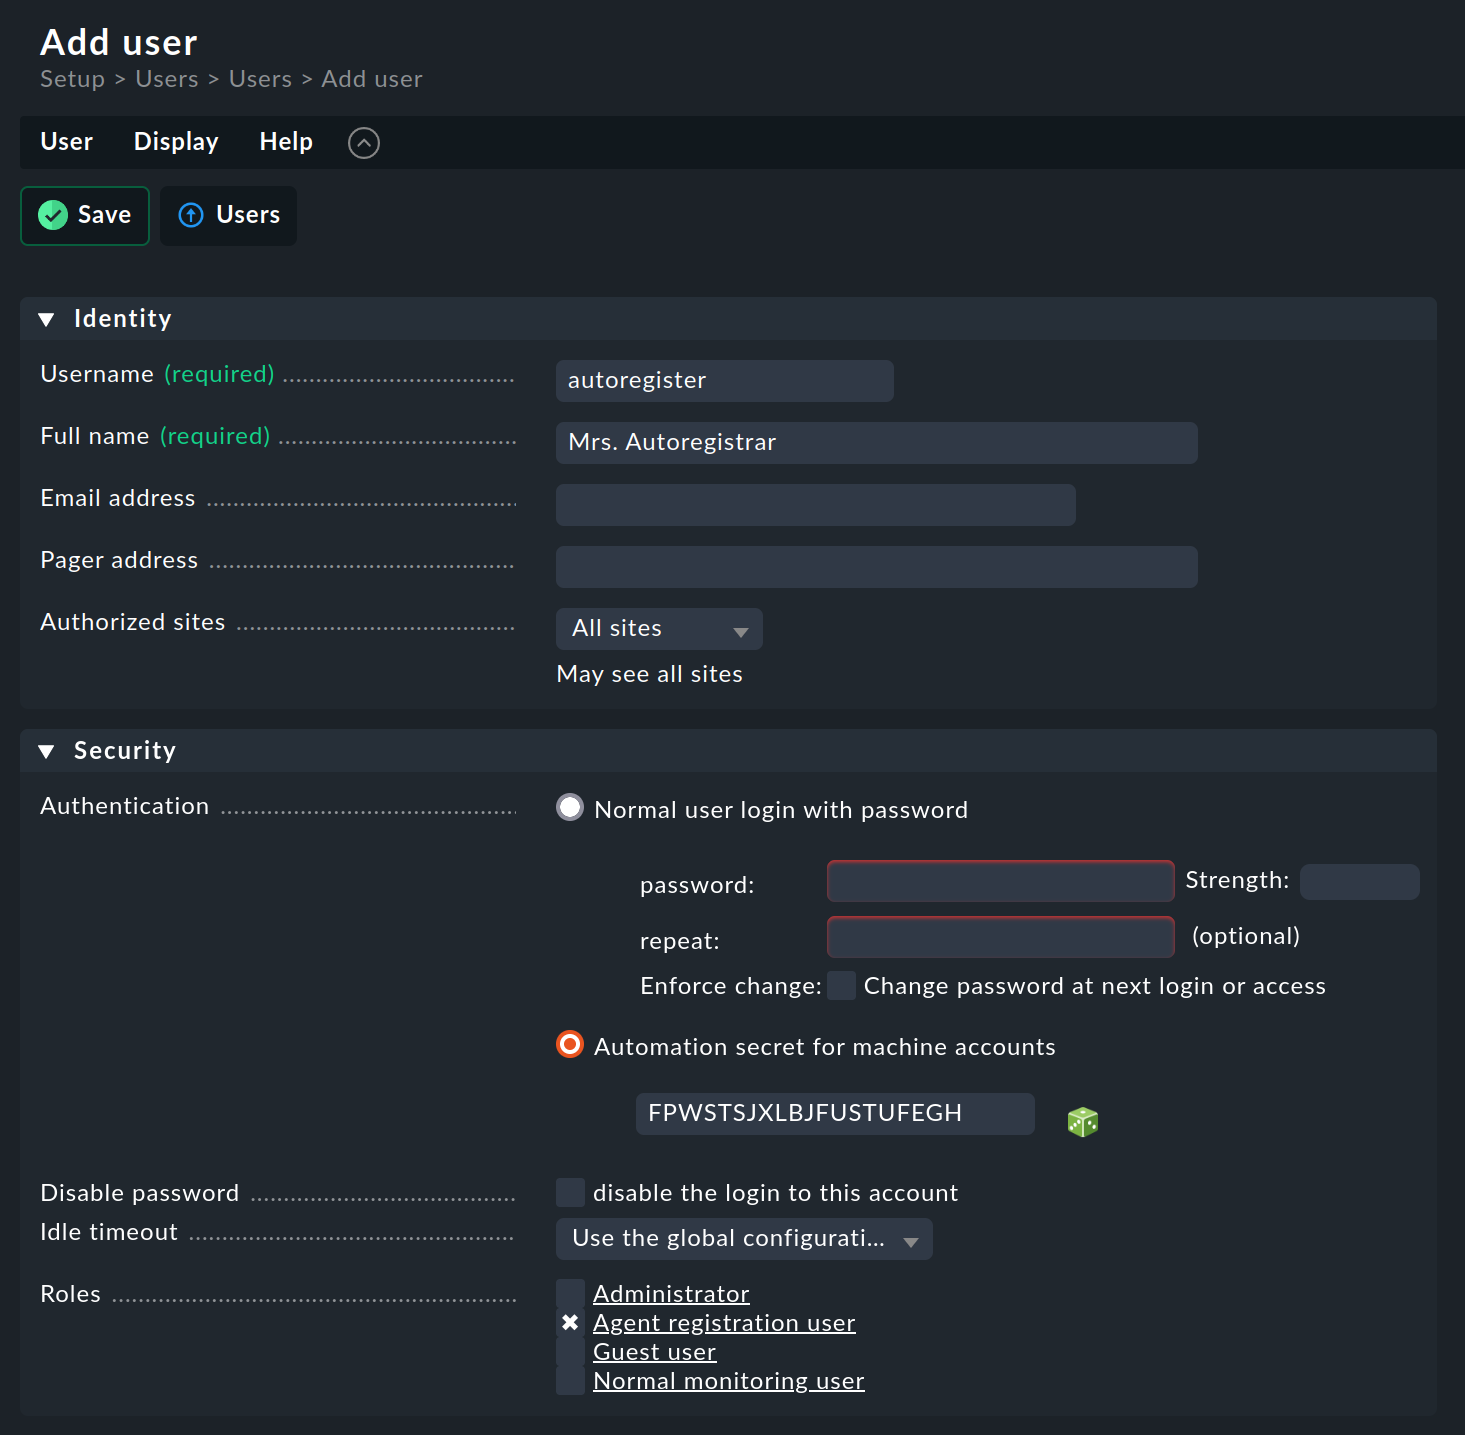 Add user
Setup > Users > Users > Add user
User Display Help
Save Users
Identity
Username (required) autoregister
Full name (required) Mrs. Autoregistrar
Email address
Pager address
Authorized sites All sites
May see all sites
Security
Authentication Normal user login with password
password: Strength:
repeat: (optional)
Enforce change: Change password at next login or access
Automation secret for machine accounts
FPWSTSJXLBJFUSTUFEGH
Disable password disable the login to this account
Idle timeout Use the global configurati...
Roles Administrator
Agent registration user
Guest user
Normal monitoring user